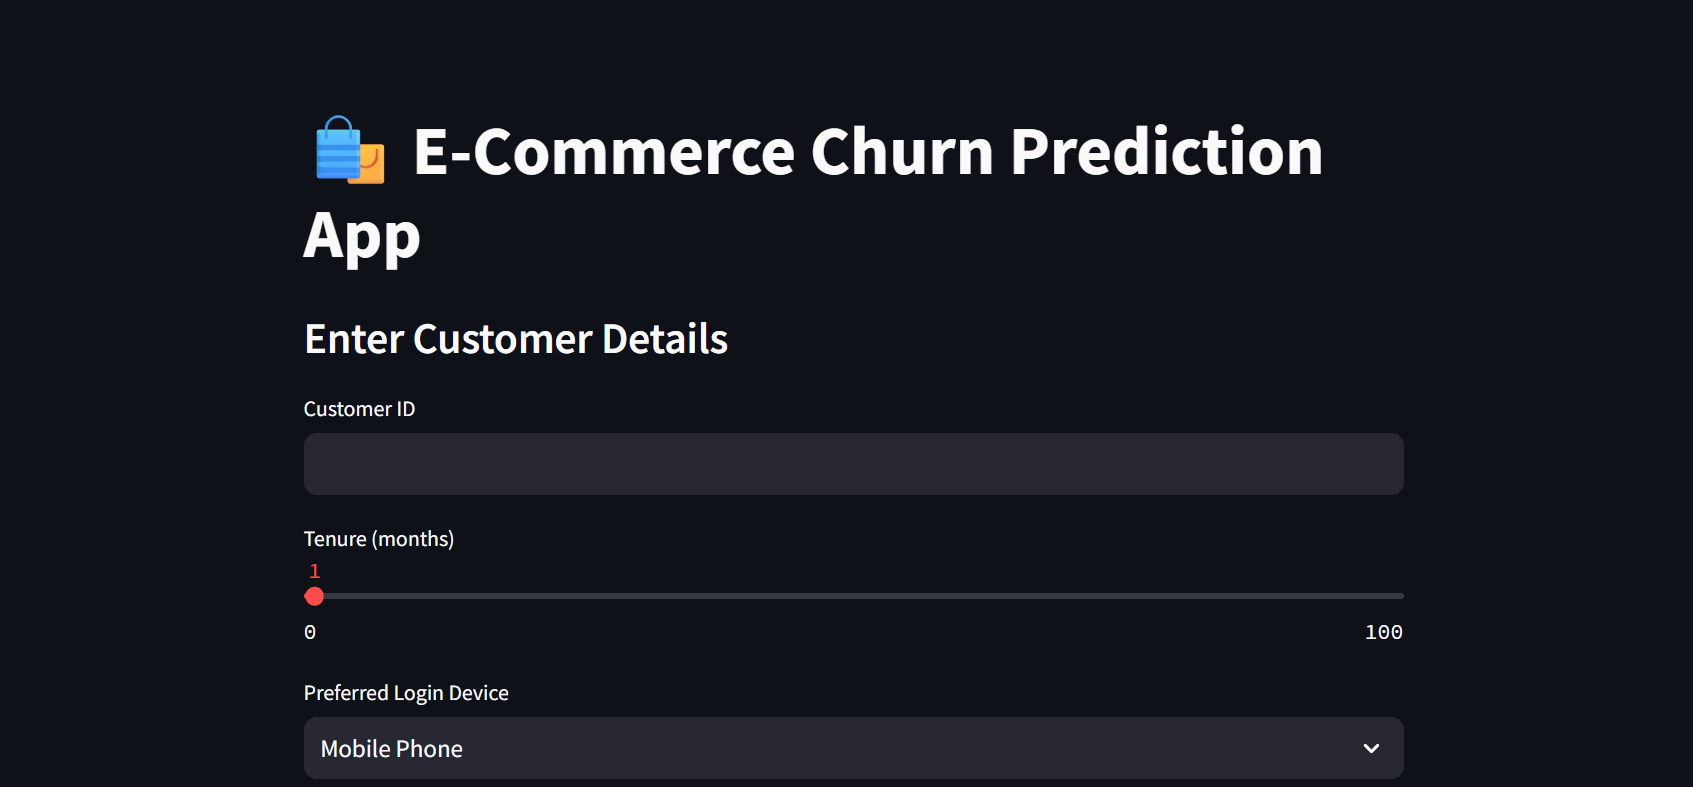 E-Commerce Churn Prediction
App
Enter Customer Details
Customer ID
Tenure (months)
1
0 100
Preferred Login Device
Mobile Phone